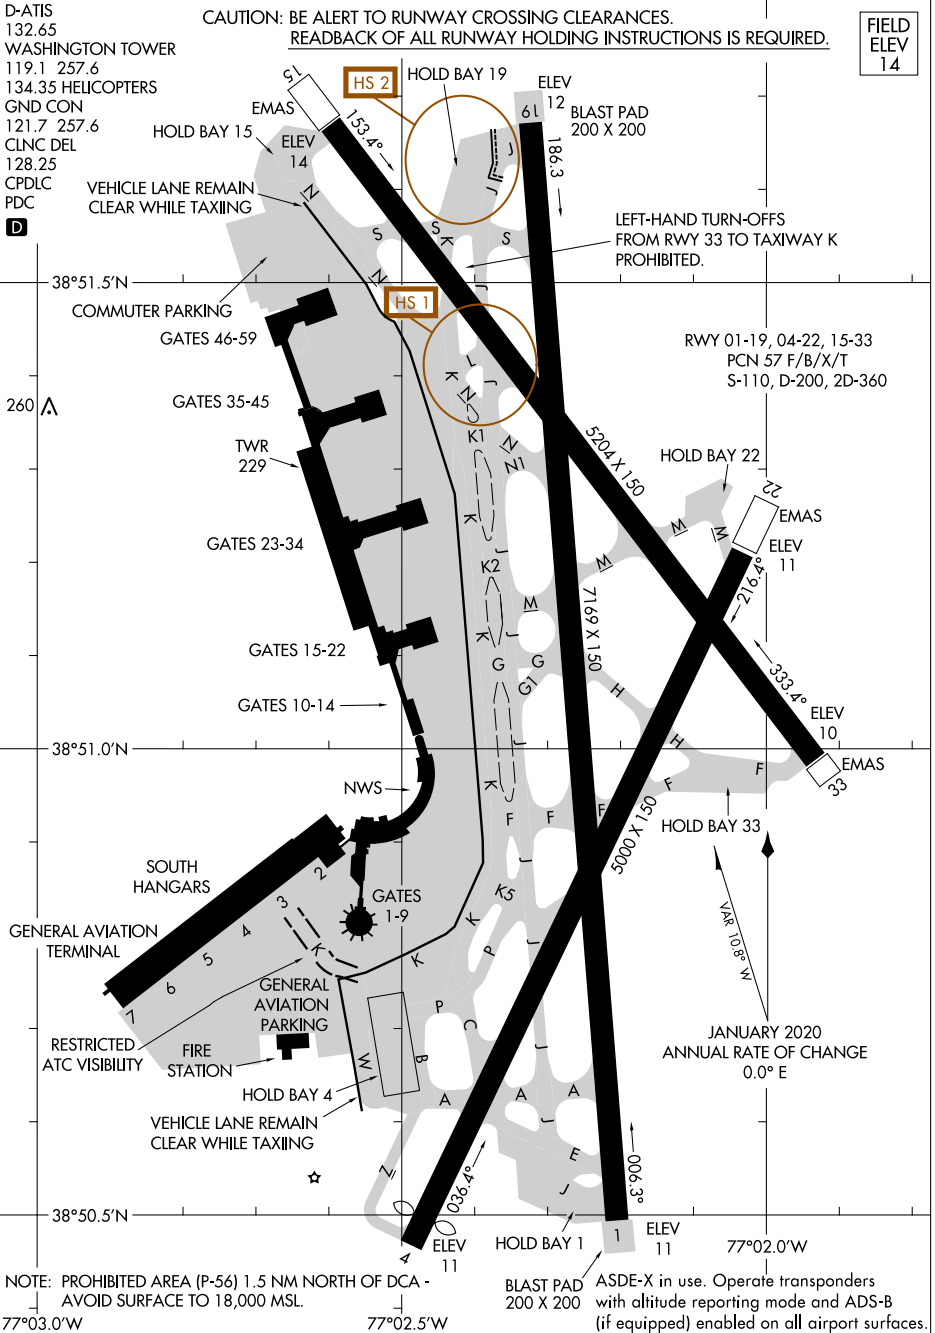 D-ATIS
132.65
WASHINGTON TOWER
119.1 257.6
134.35 HELICOPTERS
GND CON
121.7 257.6
CLNC DEL
128.25
CPDLC
PDC
D
CAUTION: BE ALERT TO RUNWAY CROSSING CLEARANCES.
READBACK OF ALL RUNWAY HOLDING INSTRUCTIONS IS REQUIRED.
FIELD
ELEV
14
15
EMAS
HS 2
HOLD BAY 19
ELEV
12
19
BLAST PAD
200 X 200
HOLD BAY 15
ELEV
14
153.4°
186.3
J
J
VEHICLE LANE REMAIN
CLEAR WHILE TAXIING
N
S
S
K
S
LEFT-HAND TURN-OFFS
FROM RWY 33 TO TAXIWAY K
PROHIBITED.
38°51.5'N
N
J
HS 1
COMMUTER PARKING
GATES 46-59
RWY 01-19, 04-22, 15-33
PCN 57 F/B/X/T
S-110, D-200, 2D-360
L
K
J
N
260
GATES 35-45
K1
N
N1
5204 X 150
TWR
229
HOLD BAY 22
22
EMAS
K
M
M
ELEV
11
GATES 23-34
J
K2
M
216.4°
M
7169 X 150
K
J
GATES 15-22
G
G
G1
H
333.4°
GATES 10-14
ELEV
10
38°51.0'N
J
H
EMAS
F
F
33
NWS
K
F
F
F
5000 X 150
HOLD BAY 33
SOUTH
HANGARS
2
J
GATES
1-9
K5
3
VAR 10.8° W
GENERAL AVIATION
TERMINAL
4
K
K
P
J
5
K
6
GENERAL
AVIATION
PARKING
7
P
C
RESTRICTED
ATC VISIBILITY
FIRE
STATION
W
B
J
JANUARY 2020
ANNUAL RATE OF CHANGE
0.0° E
HOLD BAY 4
A
A
A
VEHICLE LANE REMAIN
CLEAR WHILE TAXIING
J
E
Z
036.4°
J
006.3°
38°50.5'N
4
ELEV
11
HOLD BAY 1
1
ELEV
11
77°02.0'W
NOTE: PROHIBITED AREA (P-56) 1.5 NM NORTH OF DCA -
AVOID SURFACE TO 18,000 MSL.
BLAST PAD
200 X 200
ASDE-X in use. Operate transponders
with altitude reporting mode and ADS-B
(if equipped) enabled on all airport surfaces.
77°03.0'W
77°02.5'W